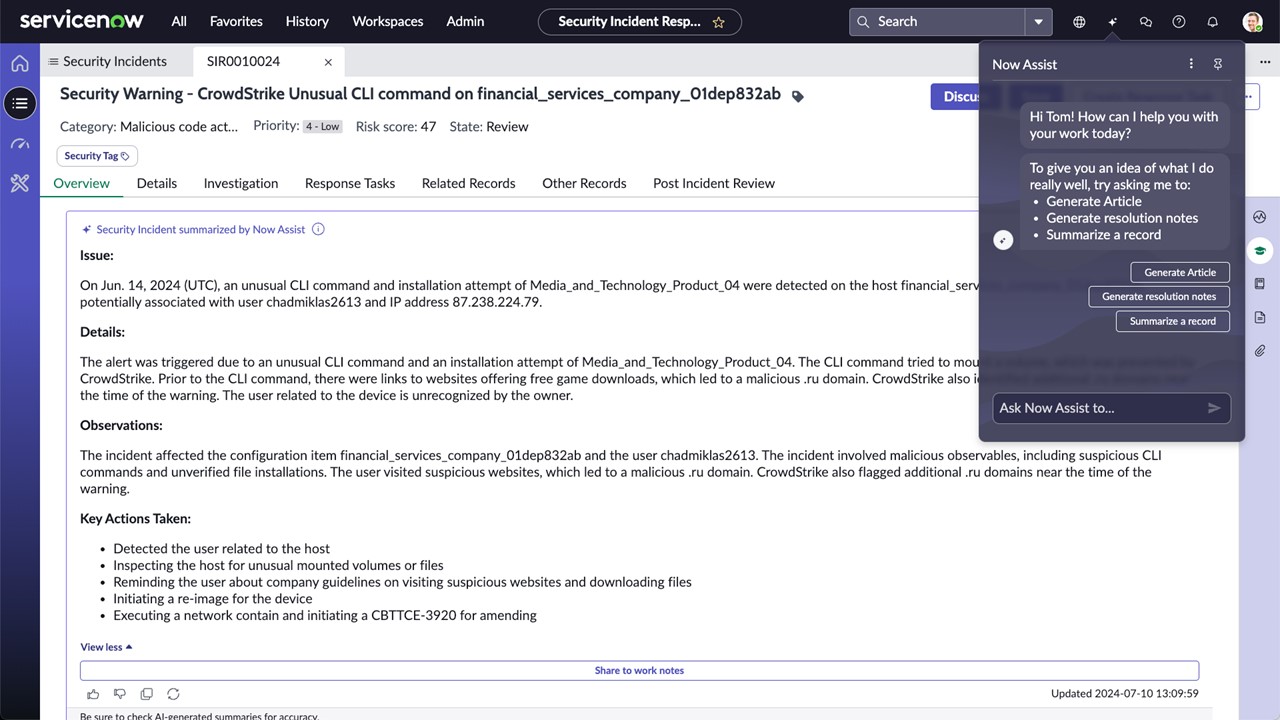 servicenow
All Favorites History Workspaces Admin
Security Incident Resp...
Search
Security Incidents
SIR0010024
Now Assist
Security Warning - CrowdStrike Unusual CLI command on financial_services_company_01dep832ab
Discu
Category: Malicious code act... Priority: 4 - Low Risk score: 47 State: Review
Security Tag
Overview Details Investigation Response Tasks Related Records Other Records Post Incident Review
Hi Tom! How can I help you with
your work today?
To give you an idea of what I do
really well, try asking me to:
• Generate Article
• Generate resolution notes
• Summarize a record
Generate Article
Generate resolution notes
Summarize a record
Ask Now Assist to...
Security Incident summarized by Now Assist
Issue:
On Jun. 14, 2024 (UTC), an unusual CLI command and installation attempt of Media_and_Technology_Product_04 were detected on the host financial_serv
potentially associated with user chadmiklas2613 and IP address 87.238.224.79.
Details:
The alert was triggered due to an unusual CLI command and an installation attempt of Media_and_Technology_Product_04. The CLI command tried to mount a volume, which was presented by
CrowdStrike. Prior to the CLI command, there were links to websites offering free game downloads, which led to a malicious .ru domain. CrowdStrike also identified additional .ru domains near
the time of the warning. The user related to the device is unrecognized by the owner.
Observations:
The incident affected the configuration item financial_services_company_01dep832ab and the user chadmiklas2613. The incident involved malicious observables, including suspicious CLI
commands and unverified file installations. The user visited suspicious websites, which led to a malicious .ru domain. CrowdStrike also flagged additional .ru domains near the time of the
warning.
Key Actions Taken:
• Detected the user related to the host
• Inspecting the host for unusual mounted volumes or files
• Reminding the user about company guidelines on visiting suspicious websites and downloading files
• Initiating a re-image for the device
• Executing a network contain and initiating a CBTTCE-3920 for amending
View less
Share to work notes
Updated 2024-07-10 13:09:59
Be sure to check AI-generated summaries for accuracy.